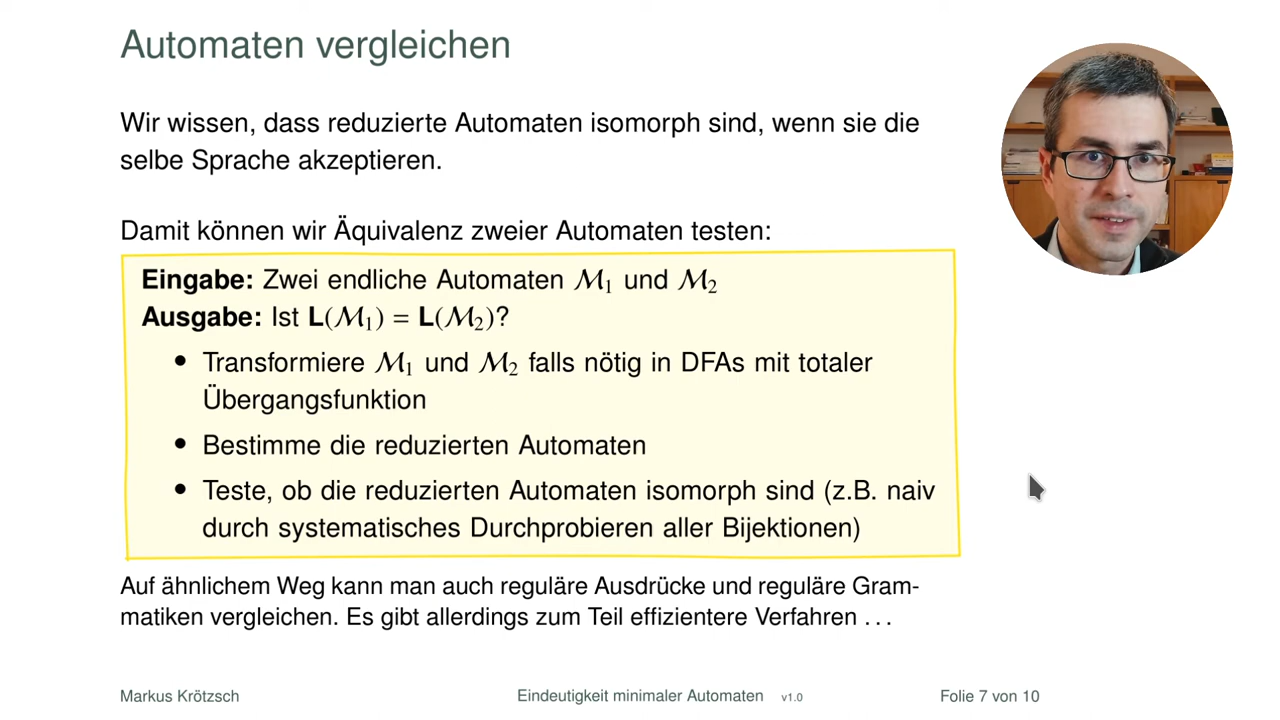 Automaten vergleichen
Wir wissen, dass reduzierte Automaten isomorph sind, wenn sie die
selbe Sprache akzeptieren.
Damit können wir Äquivalenz zweier Automaten testen:
Eingabe: Zwei endliche Automaten ℳ₁ und ℳ₂
Ausgabe: Ist L(ℳ₁) = L(ℳ₂)?
• Transformiere ℳ₁ und ℳ₂ falls nötig in DFAs mit totaler
Übergangsfunktion
• Bestimme die reduzierten Automaten
• Teste, ob die reduzierten Automaten isomorph sind (z.B. naiv
durch systematisches Durchprobieren aller Bijektionen)
Auf ähnlichem Weg kann man auch reguläre Ausdrücke und reguläre Gram-
matiken vergleichen. Es gibt allerdings zum Teil effizientere Verfahren ...
Markus Krötzsch Eindeutigkeit minimaler Automaten v1.0 Folie 7 von 10